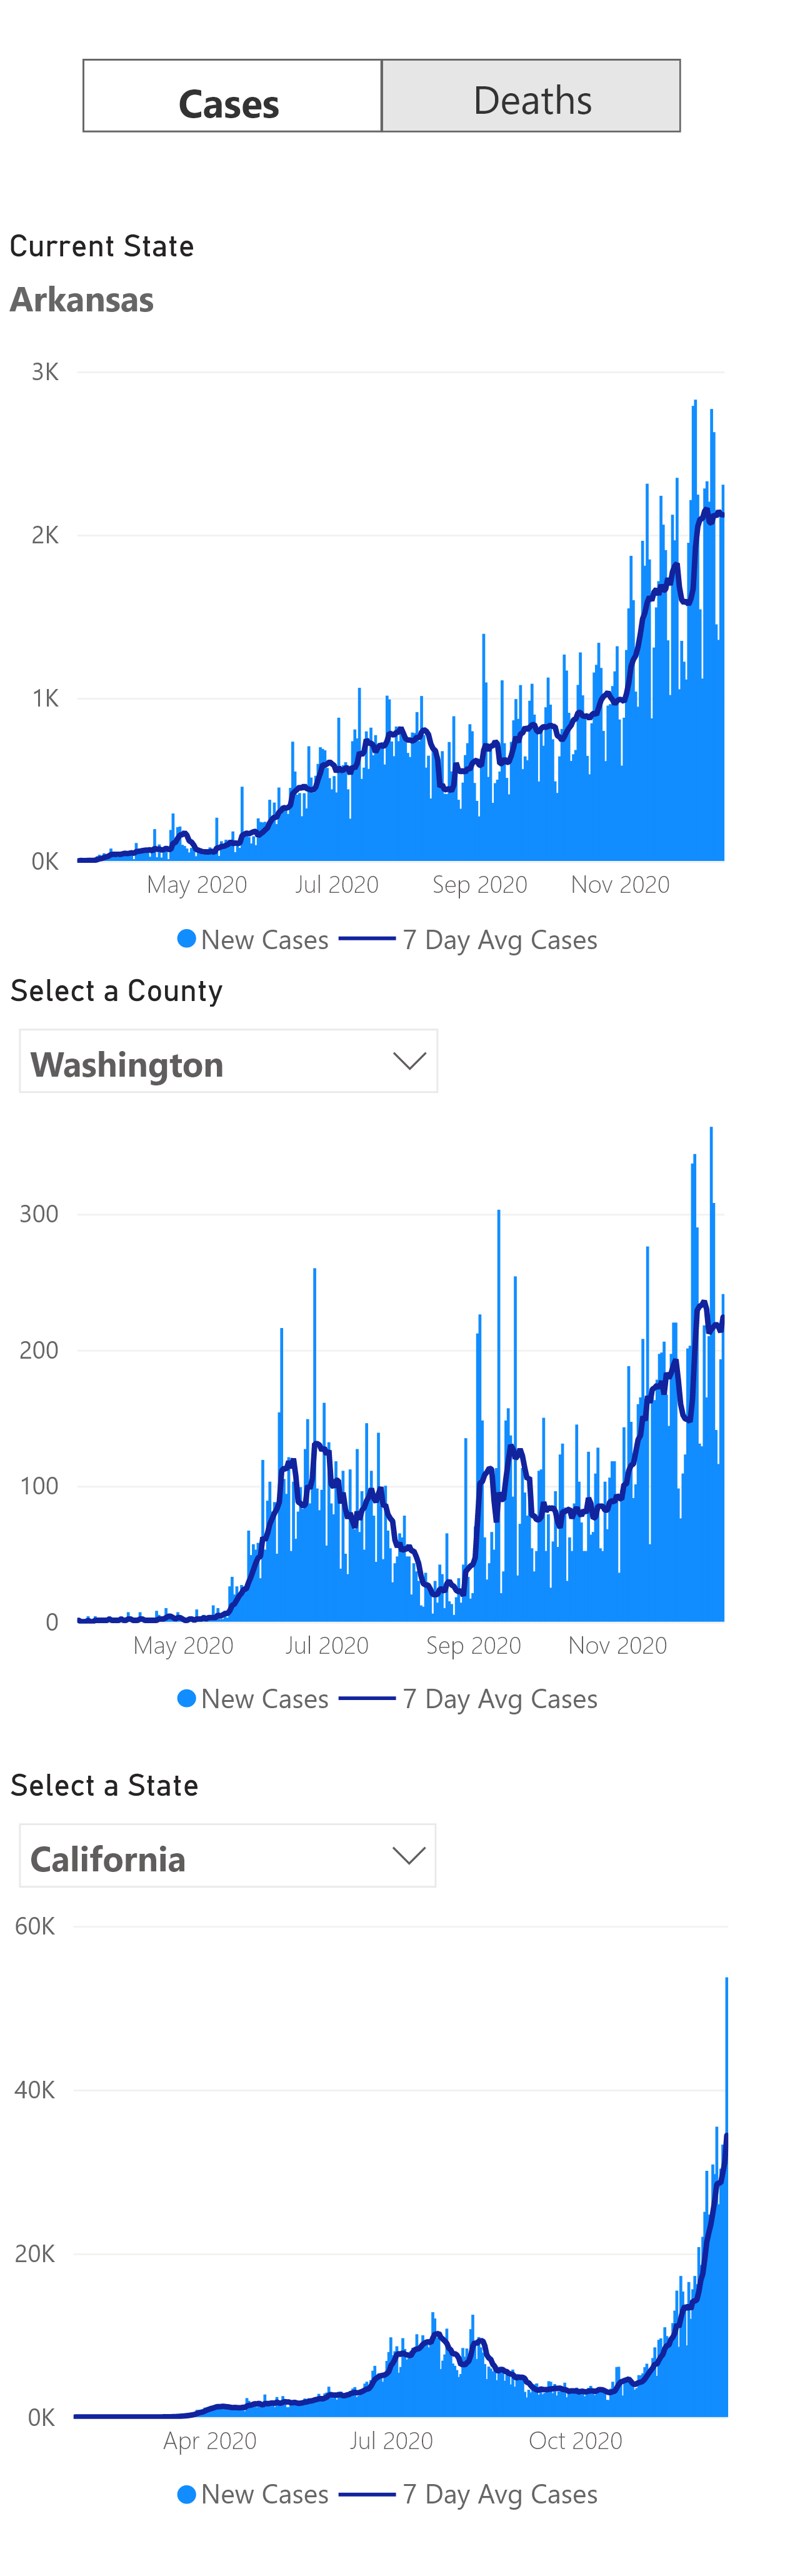 Cases Deaths
Current State
Arkansas
3K
2K
1K
0K
May 2020 Jul 2020 Sep 2020 Nov 2020
New Cases 7 Day Avg Cases
Select a County
Washington
300
200
100
0
May 2020 Jul 2020 Sep 2020 Nov 2020
New Cases 7 Day Avg Cases
Select a State
California
60K
40K
20K
0K
Apr 2020 Jul 2020 Oct 2020
New Cases 7 Day Avg Cases